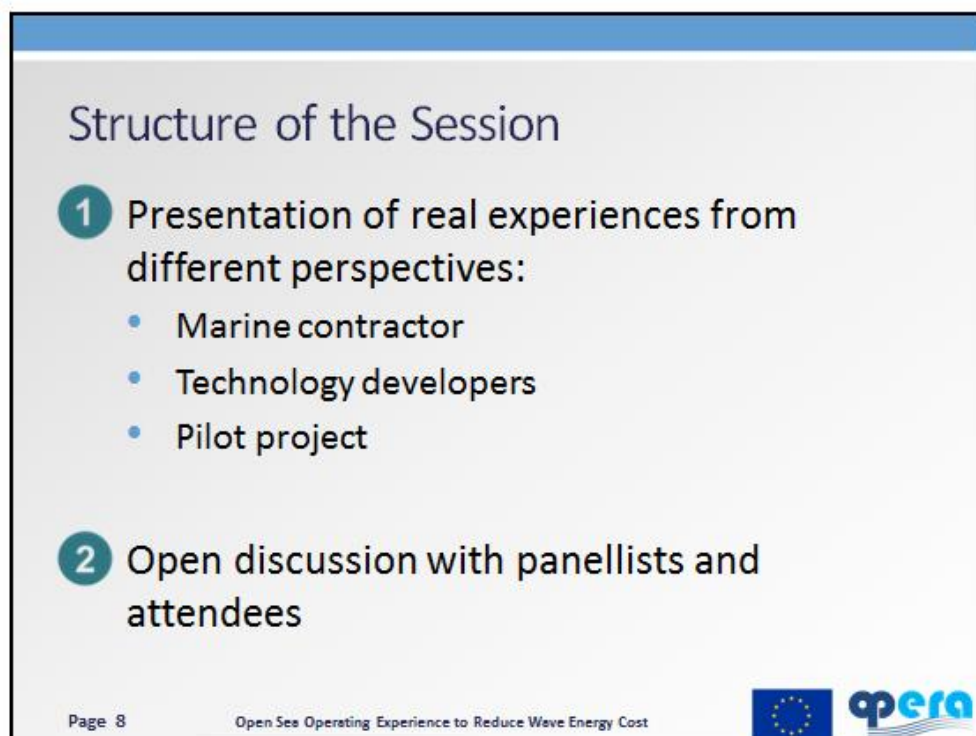 Structure of the Session
1 Presentation of real experiences from
different perspectives:
• Marine contractor
• Technology developers
• Pilot project
2 Open discussion with panellists and
attendees
Page 8 Open Sea Operating Experience to Reduce Wave Energy Cost opera